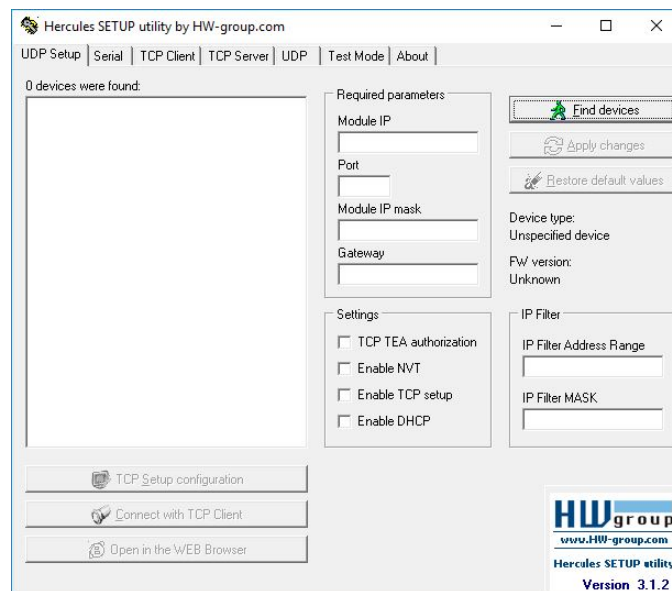 Hercules SETUP utility by HW-group.com
UDP Setup Serial TCP Client TCP Server UDP Test Mode About
0 devices were found:
Required parameters
Module IP
Port
Module IP mask
Gateway
Find devices
Apply changes
Restore default values
Device type:
Unspecified device
FW version:
Unknown
Settings
TCP TEA authorization
Enable NVT
Enable TCP setup
Enable DHCP
IP Filter
IP Filter Address Range
IP Filter MASK
TCP Setup configuration
Connect with TCP Client
Open in the WEB Browser
HW group
www.HW-group.com
Hercules SETUP utility
Version 3.1.2